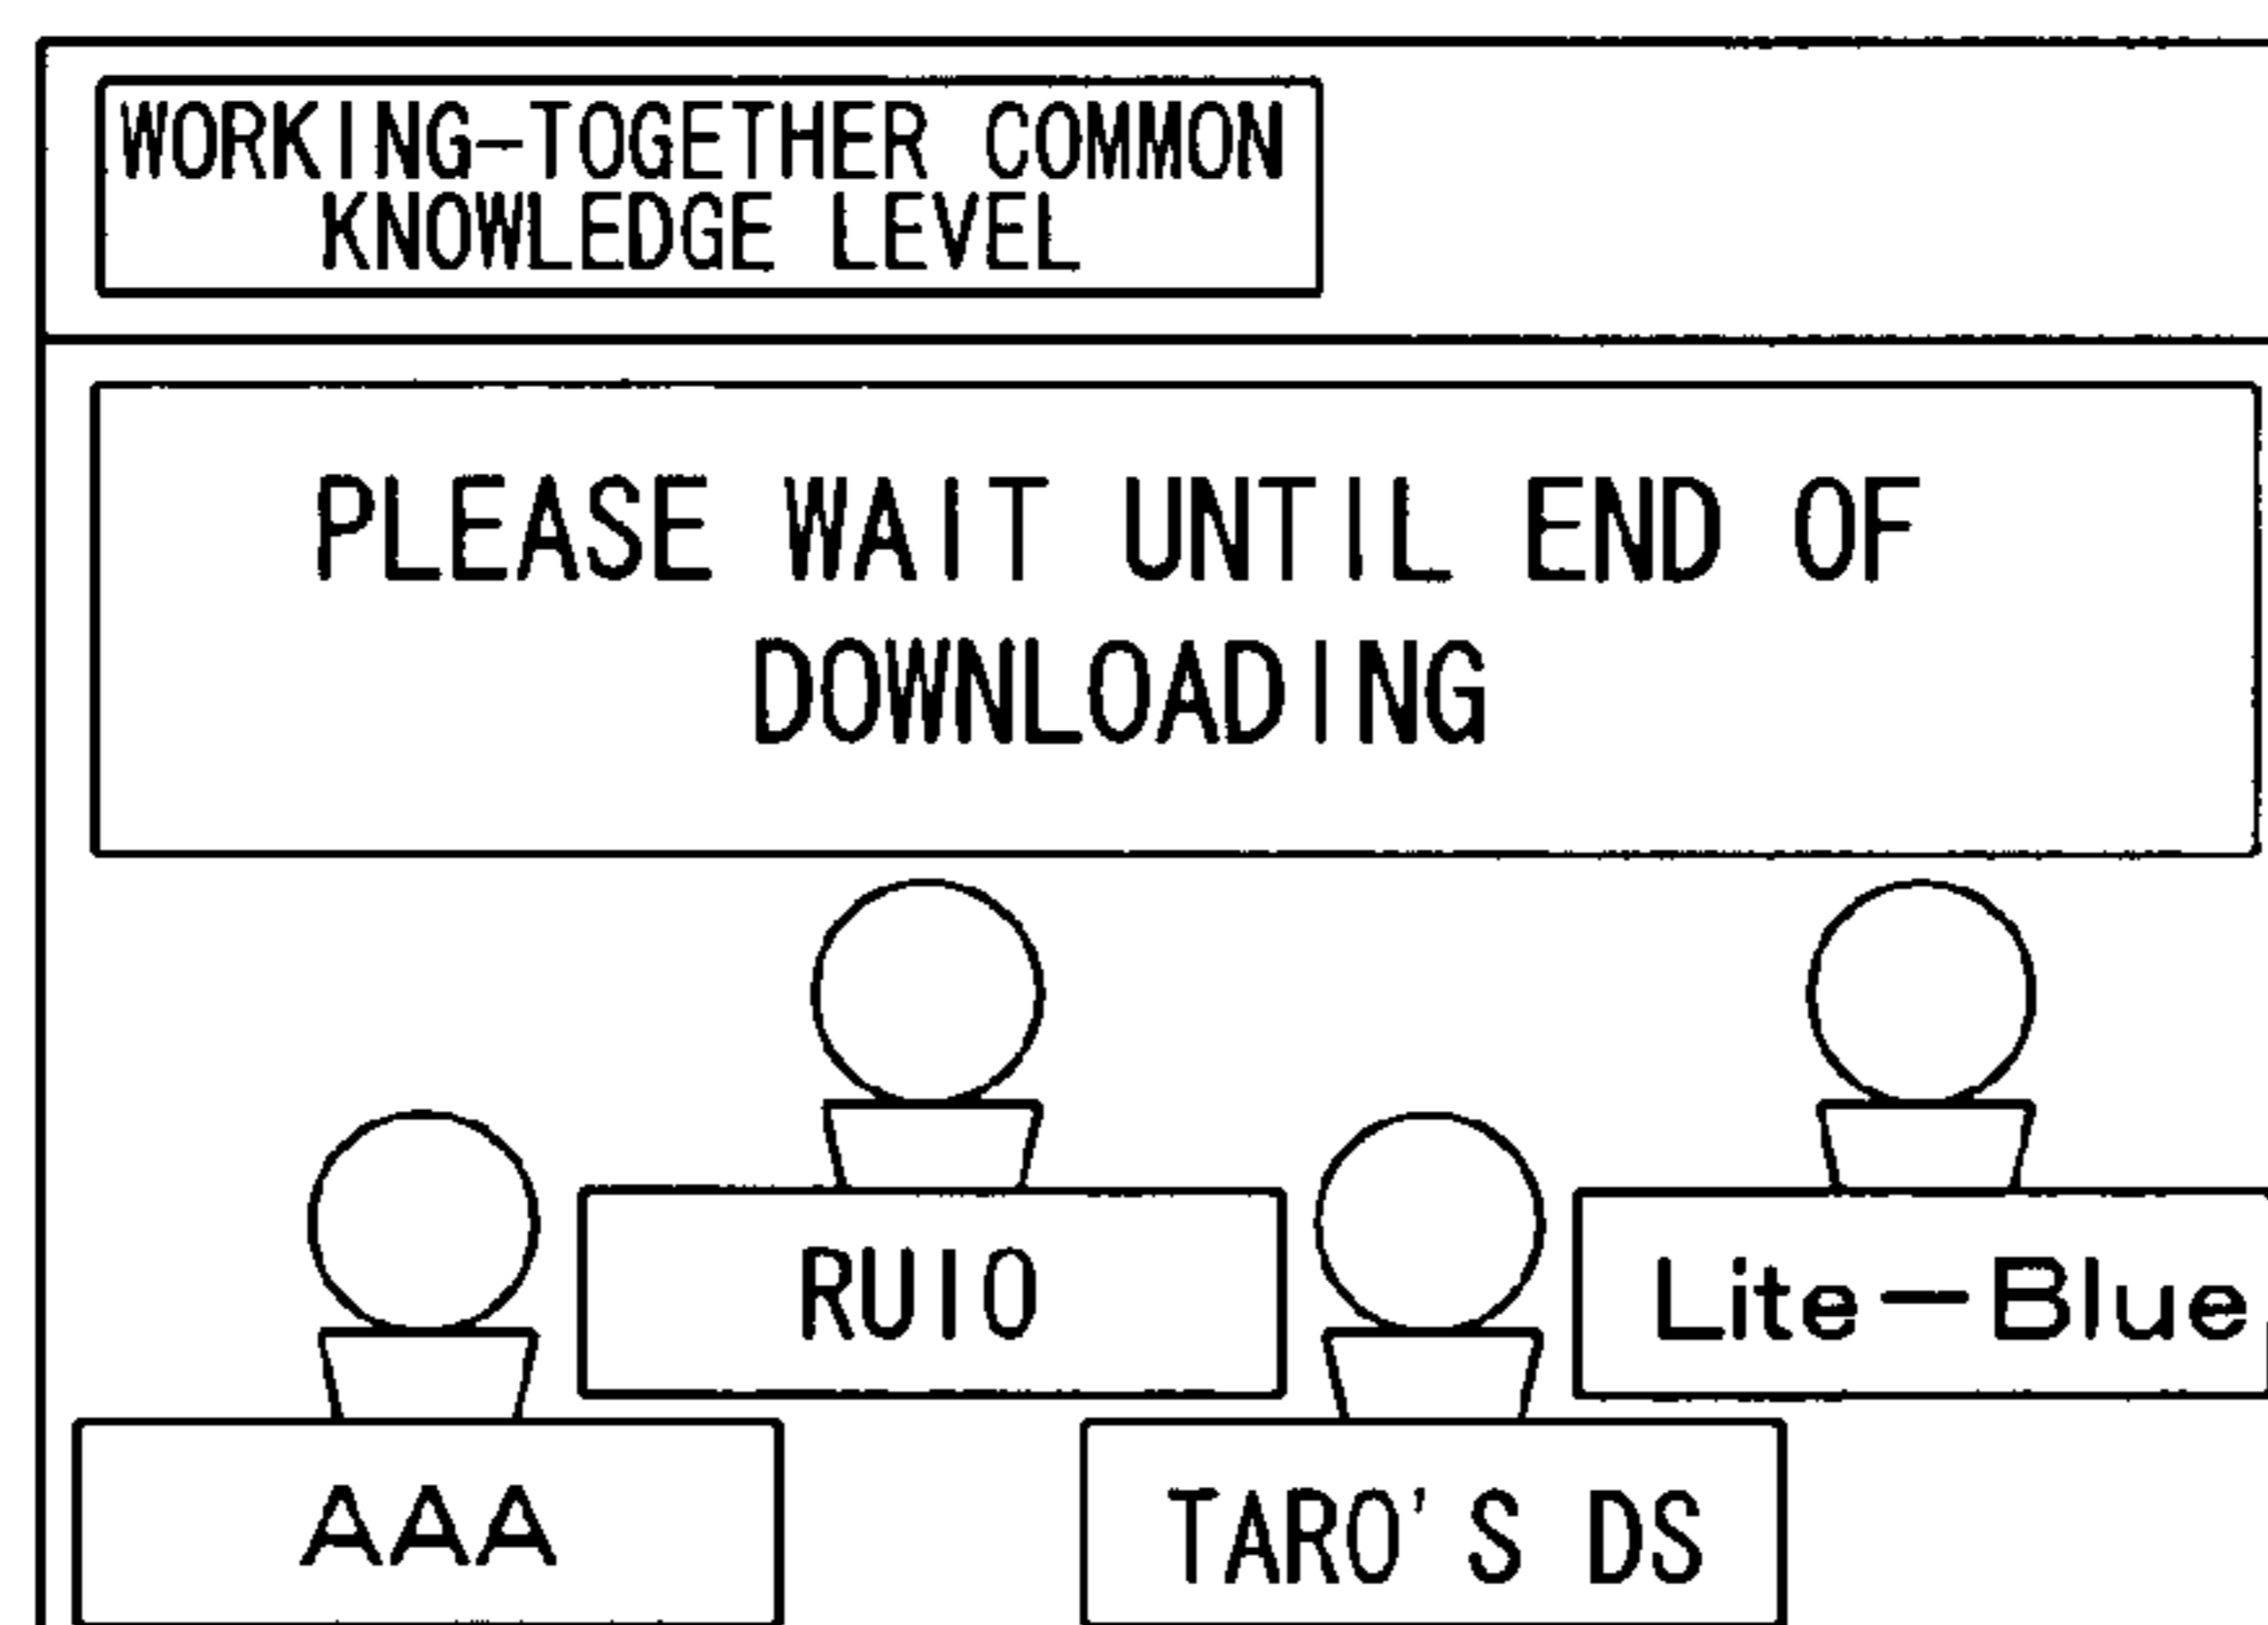 WORKING-TOGETHER COMMON
KNOWLEDGE LEVEL
PLEASE WAIT UNTIL END OF
DOWNLOADING
RUIO
Lite-Blue
AAA
TARO'S DS